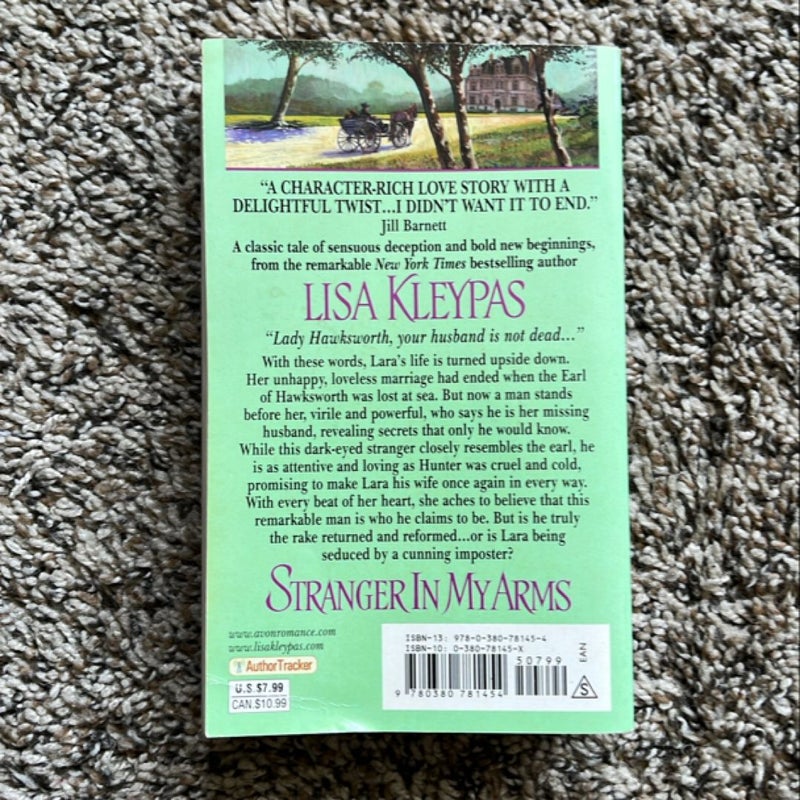 “A CHARACTER-RICH LOVE STORY WITH A
DELIGHTFUL TWIST...I DIDN’T WANT IT TO END.”
Jill Barnett
A classic tale of sensuous deception and bold new beginnings,
from the remarkable New York Times bestselling author
LISA KLEYPAS
“Lady Hawksworth, your husband is not dead...”
With these words, Lara’s life is turned upside down.
Her unhappy, loveless marriage had ended when the Earl
of Hawksworth was lost at sea. But now a man stands
before her, virile and powerful, who says he is her missing
husband, revealing secrets that only he would know.
While this dark-eyed stranger closely resembles the earl, he
is as attentive and loving as Hunter was cruel and cold,
promising to make Lara his wife once again in every way.
With every beat of her heart, she aches to believe that this
remarkable man is who he claims to be. But is he truly
the rake returned and reformed...or is Lara being
seduced by a cunning imposter?
STRANGER IN MY ARMS
www.avonromance.com
www.lisakleypas.com
AuthorTracker
U.S.$7.99
CAN.$10.99
ISBN-13: 978-0-380-78145-4
ISBN-10: 0-380-78145-X
50799
EAN
9 780380 781454
S